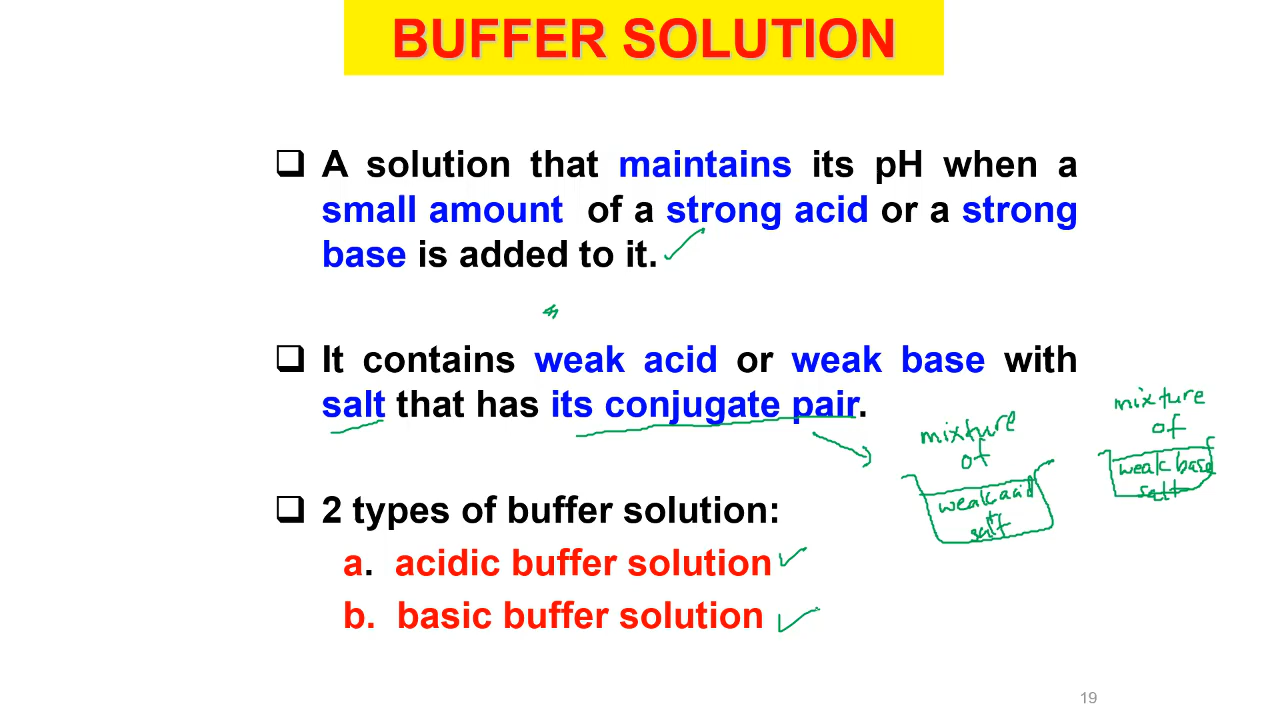 BUFFER SOLUTION
❑ A solution that maintains its pH when a
small amount of a strong acid or a strong
base is added to it.
❑ It contains weak acid or weak base with
salt that has its conjugate pair.
mixture
of
weak acid
+
salt
mixture
of
weak base
salt
❑ 2 types of buffer solution:
a. acidic buffer solution
b. basic buffer solution
19